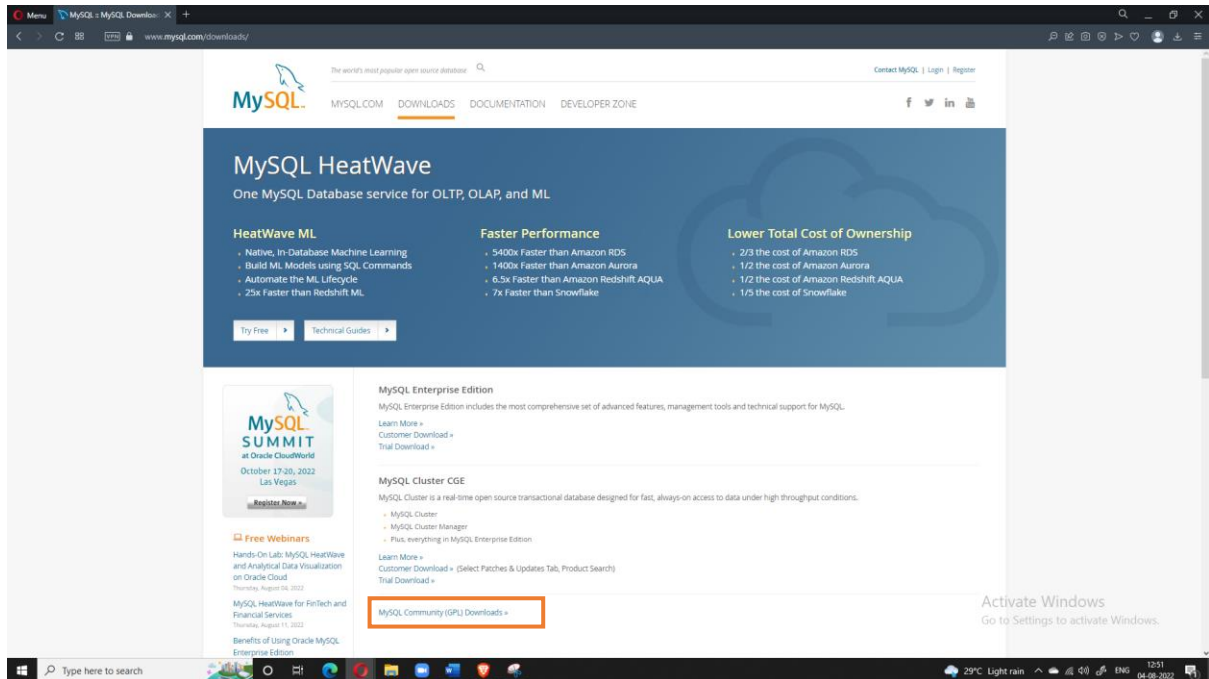 Menu
MySQL :: MySQL Download
www.mysql.com/downloads/
The world's most popular open source database
Contact MySQL | Login | Register
MySQL
MYSQL.COM DOWNLOADS DOCUMENTATION DEVELOPER ZONE
MySQL HeatWave
One MySQL Database service for OLTP, OLAP, and ML
HeatWave ML
Native, In-Database Machine Learning
Build ML Models using SQL Commands
Automate the ML Lifecycle
25x Faster than Redshift ML
Faster Performance
5400x Faster than Amazon RDS
1400x Faster than Amazon Aurora
6.5x Faster than Amazon Redshift AQUA
7x Faster than Snowflake
Lower Total Cost of Ownership
2/3 the cost of Amazon RDS
1/2 the cost of Amazon Aurora
1/2 the cost of Amazon Redshift AQUA
1/5 the cost of Snowflake
Try Free
Technical Guides
MySQL
SUMMIT
at Oracle CloudWorld
October 17-20, 2022
Las Vegas
Register Now »
Free Webinars
Hands-On Lab: MySQL HeatWave
and Analytical Data Visualization
on Oracle Cloud
Thursday, August 04, 2022
MySQL HeatWave for FinTech and
Financial Services
Thursday, August 11, 2022
Benefits of Using Oracle MySQL
Enterprise Edition
MySQL Enterprise Edition
MySQL Enterprise Edition includes the most comprehensive set of advanced features, management tools and technical support for MySQL.
Learn More »
Customer Download »
Trial Download »
MySQL Cluster CGE
MySQL Cluster is a real-time open source transactional database designed for fast, always-on access to data under high throughput conditions.
MySQL Cluster
MySQL Cluster Manager
Plus, everything in MySQL Enterprise Edition
Learn More »
Customer Download » (Select Patches & Updates Tab, Product Search)
Trial Download »
MySQL Community (GPL) Downloads »
Activate Windows
Go to Settings to activate Windows.
Type here to search
29°C Light rain
ENG
12:51
04-08-2022